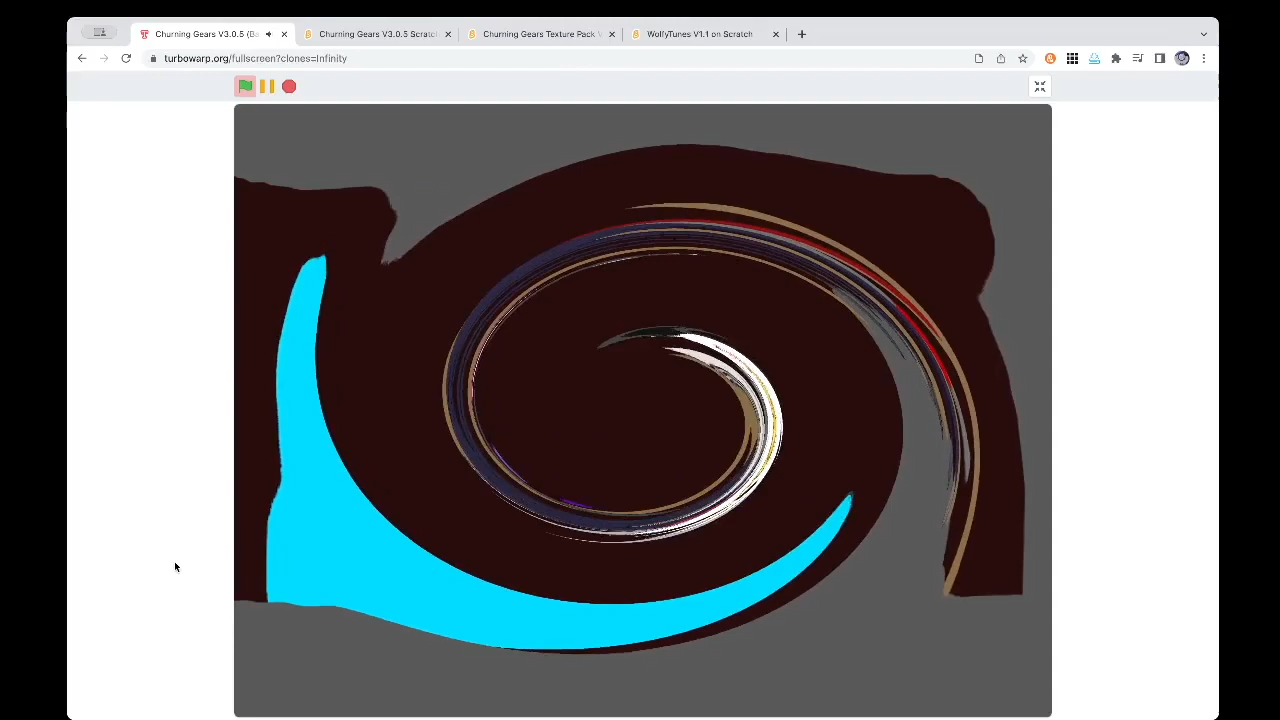 Churning Gears V3.0.5 (Ba
Churning Gears V3.0.5 Scratc
Churning Gears Texture Pack V
WolfyTunes V1.1 on Scratch
turbowarp.org/fullscreen?clones=Infinity